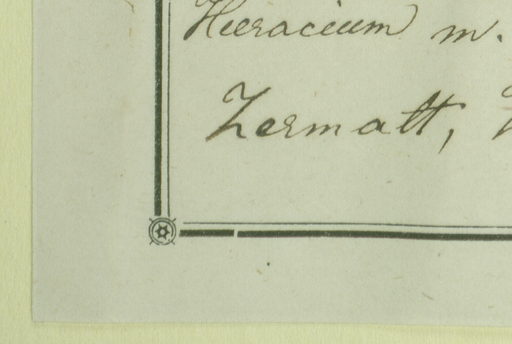 Hieracium m.
Zermatt,